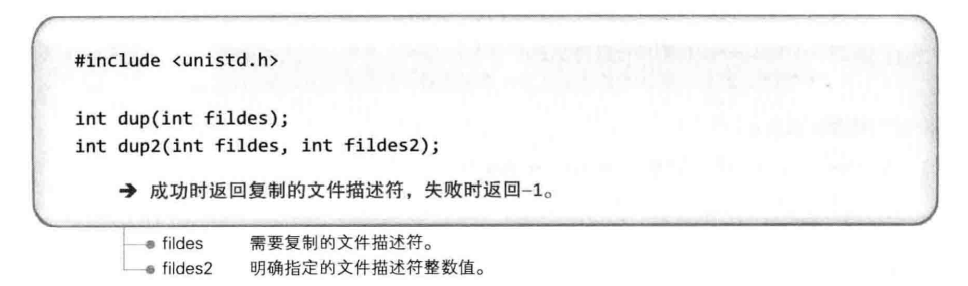 #include <unistd.h>
int dup(int fildes);
int dup2(int fildes, int fildes2);
➔ 成功时返回复制的文件描述符，失败时返回–1。
fildes 需要复制的文件描述符。
fildes2 明确指定的文件描述符整数值。